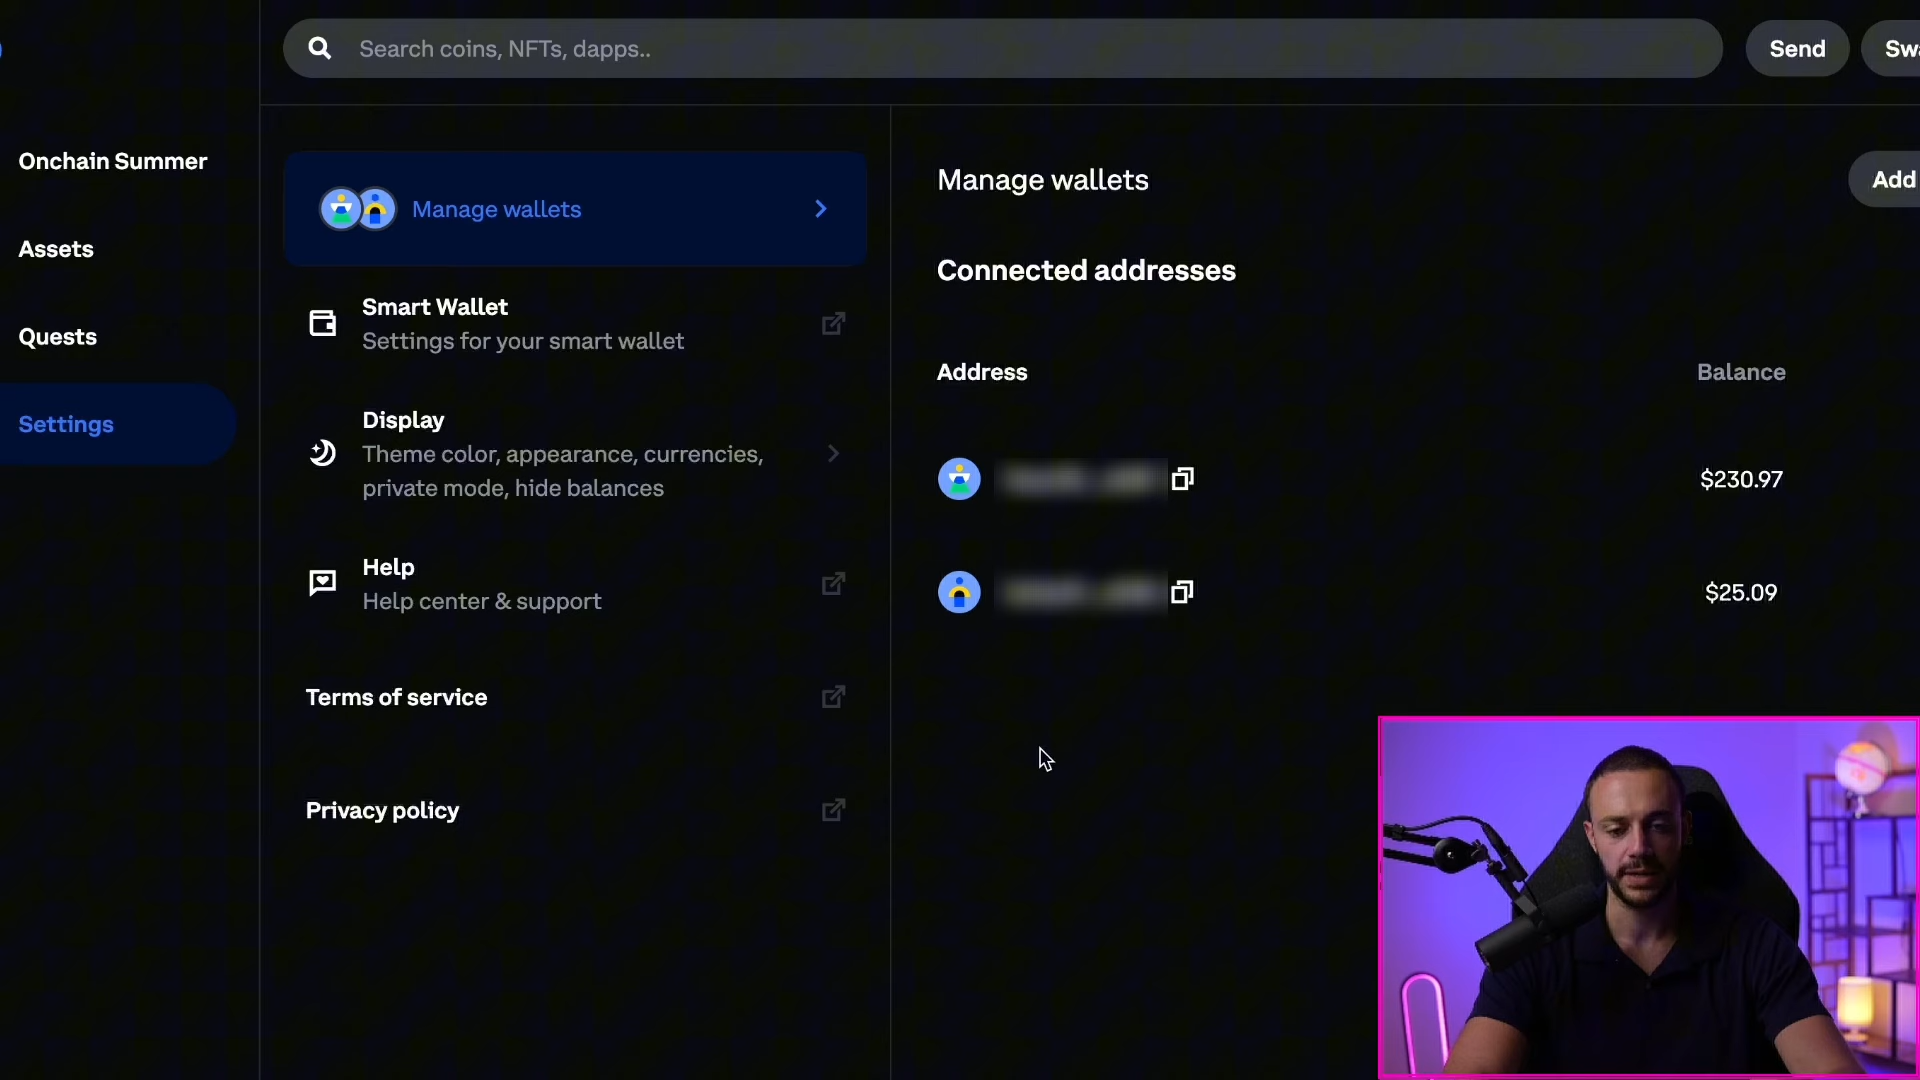 Search coins, NFTs, dapps..
Send
Onchain Summer
Assets
Quests
Settings
Manage wallets
Smart Wallet
Settings for your smart wallet
Display
Theme color, appearance, currencies,
private mode, hide balances
Help
Help center & support
Terms of service
Privacy policy
Manage wallets
Add
Connected addresses
Address
Balance
$230.97
$25.09